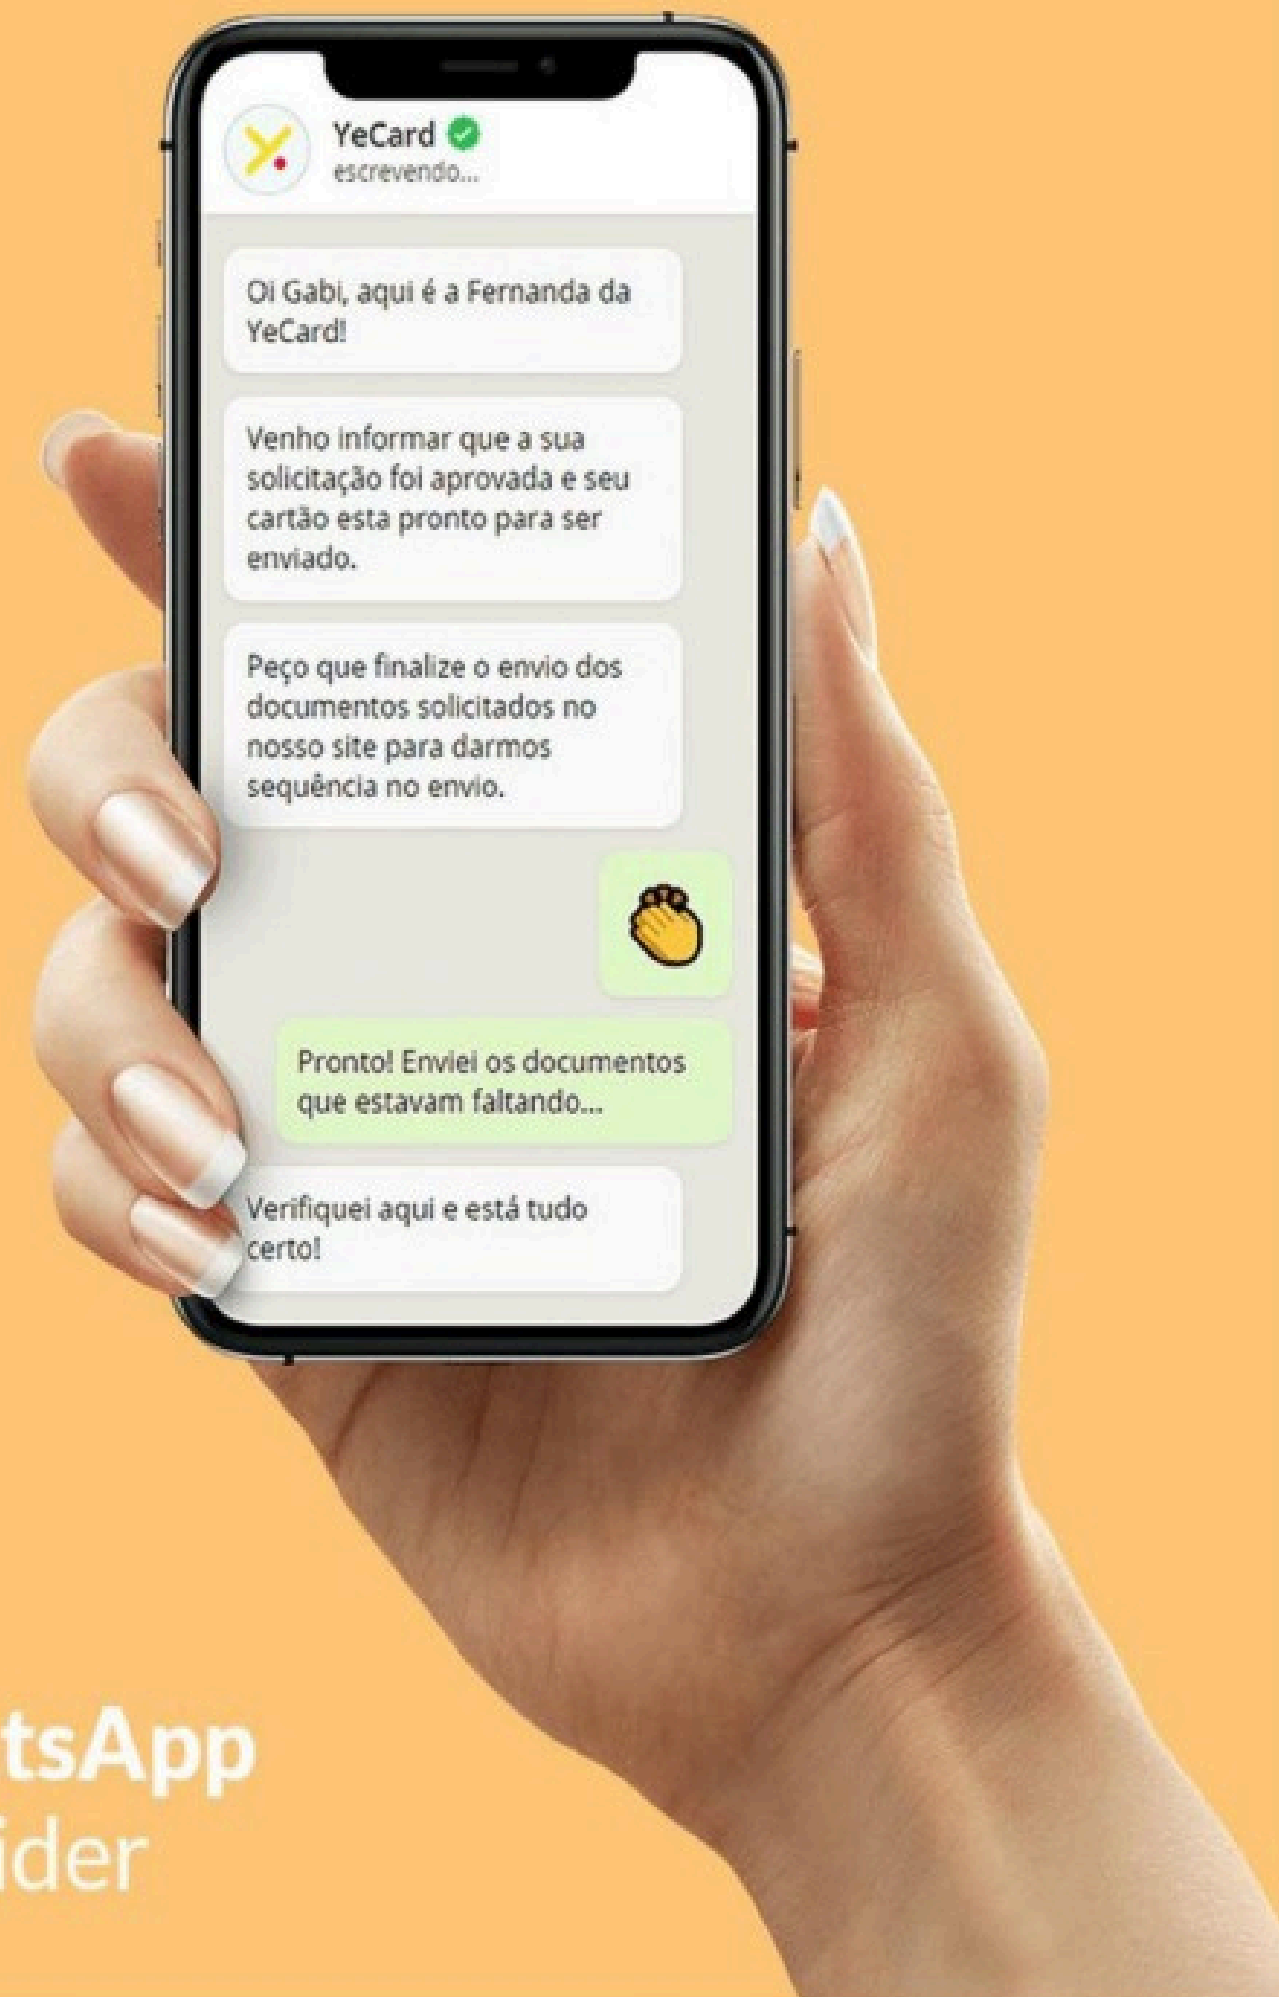 YeCard
escrevendo...
Oi Gabi, aqui é a Fernanda da
YeCard!
Venho informar que a sua
solicitação foi aprovada e seu
cartão esta pronto para ser
enviado.
Peço que finalize o envio dos
documentos solicitados no
nosso site para darmos
sequência no envio.
Pronto! Enviei os documentos
que estavam faltando...
Verifiquei aqui e está tudo
certo!
tsApp
ider